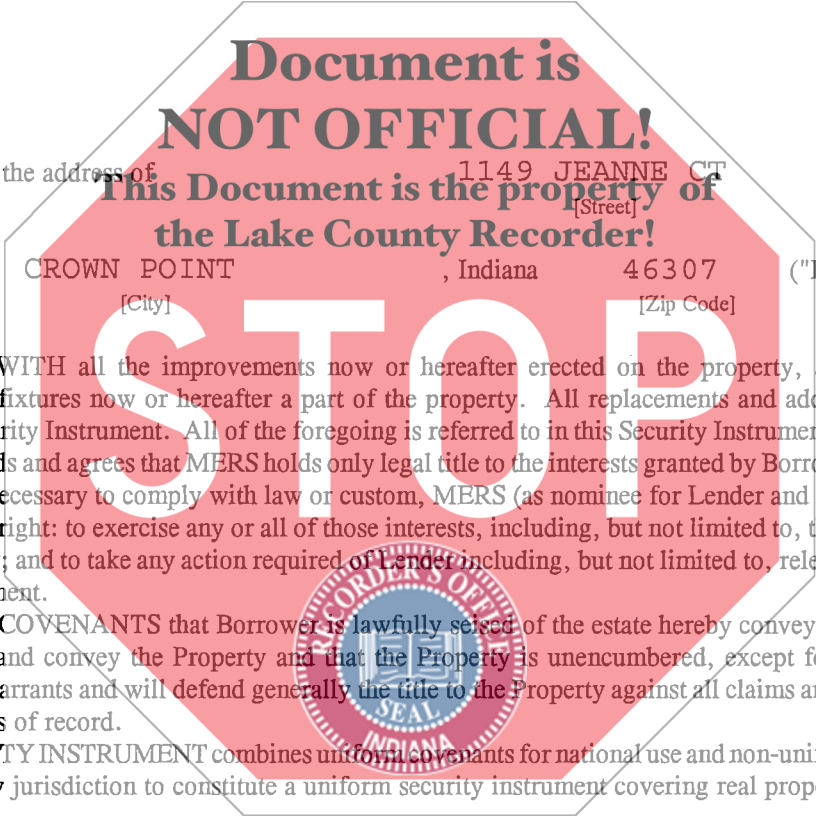 Document is
NOT OFFICIAL!
the address of 1149 JEANNE CT
This Document is the property of
[Street]
the Lake County Recorder!
CROWN POINT , Indiana 46307 ("
[City] [Zip Code]
STOP
WITH all the improvements now or hereafter erected on the property,
fixtures now or hereafter a part of the property. All replacements and add
rity Instrument. All of the foregoing is referred to in this Security Instrumen
s and agrees that MERS holds only legal title to the interests granted by Borro
ecessary to comply with law or custom, MERS (as nominee for Lender and
right: to exercise any or all of those interests, including, but not limited to, t
; and to take any action required of Lender including, but not limited to, rele
ent.
RECORDER'S OFFICE
COVENANTS that Borrower is lawfully seised of the estate hereby convey
and convey the Property and that the Property is unencumbered, except f
arrants and will defend generally the title to the Property against all claims a
SEAL
s of record.
INDIANA
TY INSTRUMENT combines uniform covenants for national use and non-uni
jurisdiction to constitute a uniform security instrument covering real prop